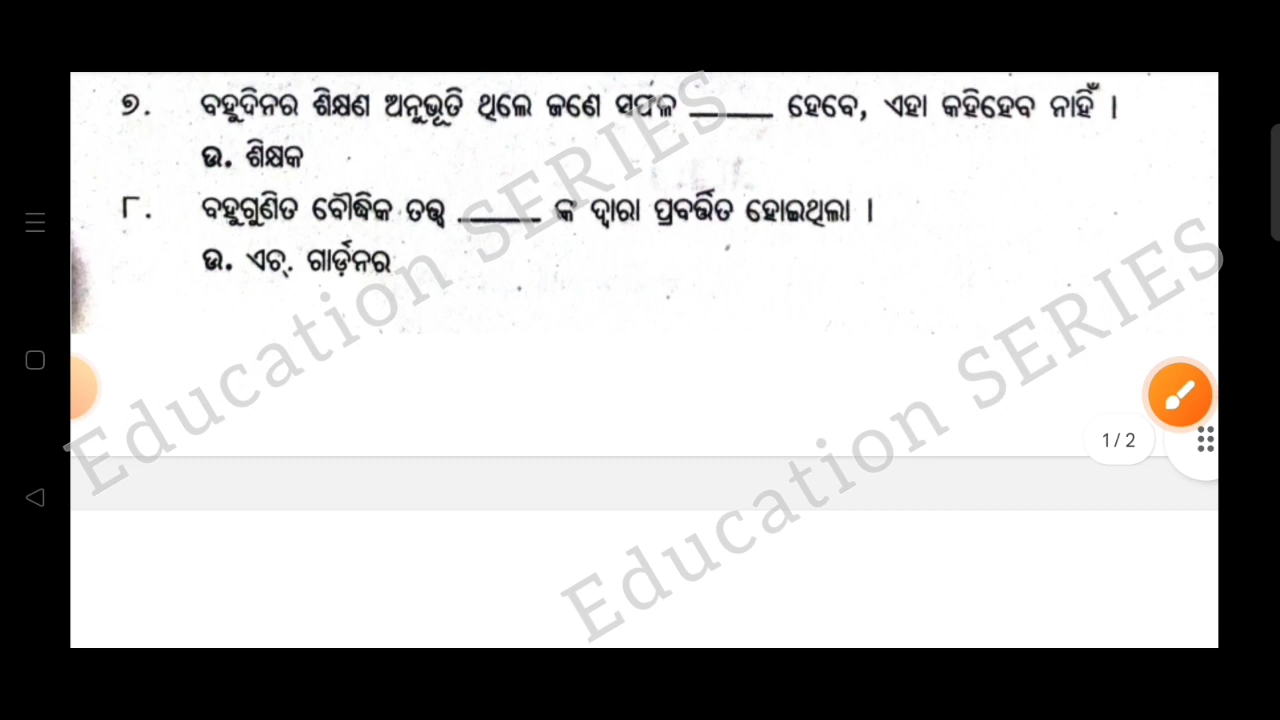 ୭. ବହୁଦିନର ଶିକ୍ଷଣ ଅନୁଭୂତି ଥିଲେ ଜଣେ ସଫଳ _____ ହେବେ, ଏହା କହିହେବ ନାହିଁ ।
ଉ. ଶିକ୍ଷକ
୮. ବହୁଗୁଣିତ ବୌଦ୍ଧିକ ତତ୍ତ୍ୱ _____ ଙ୍କ ଦ୍ୱାରା ପ୍ରବର୍ତ୍ତିତ ହୋଇଥିଲା ।
ଉ. ଏଚ୍. ଗାର୍ଡ଼ନର
Education SERIES
Education SERIES
1 / 2